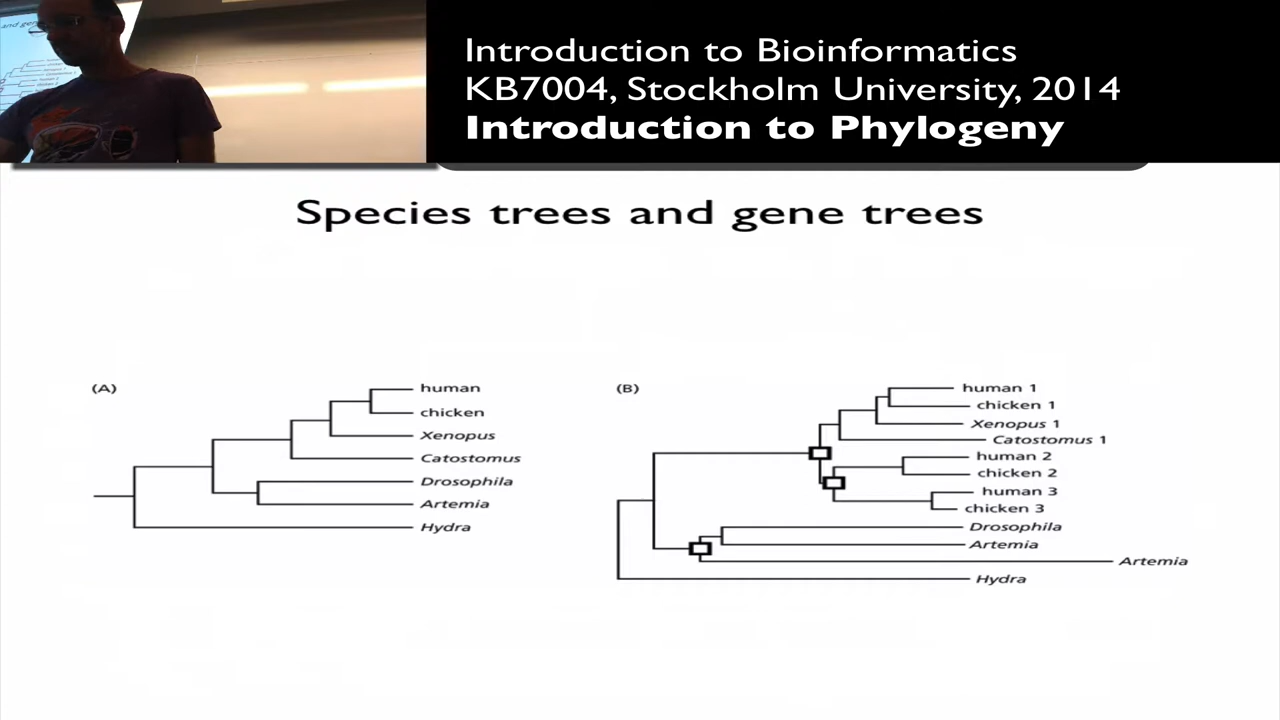 Introduction to Bioinformatics
KB7004, Stockholm University, 2014
Introduction to Phylogeny
Species trees and gene trees
(A)
human
chicken
Xenopus
Catostomus
Drosophila
Artemia
Hydra
(B)
human 1
chicken 1
Xenopus 1
Catostomus 1
human 2
chicken 2
human 3
chicken 3
Drosophila
Artemia
Artemia
Hydra